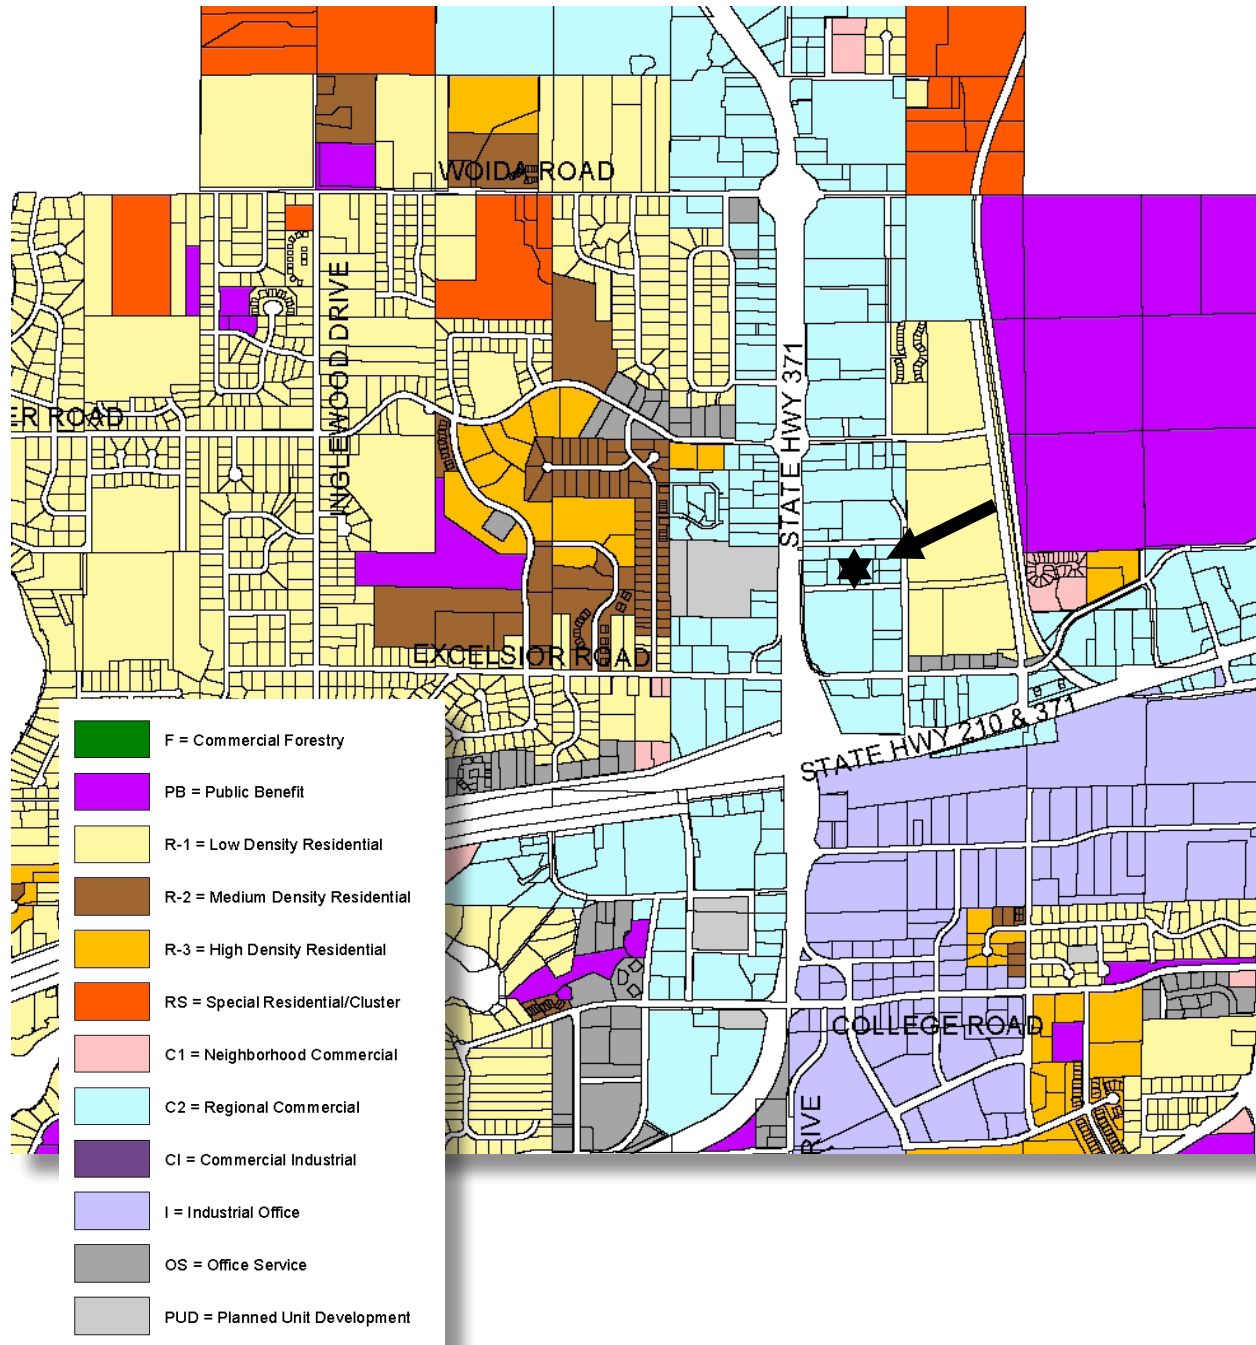 WOIDA ROAD
INGLEWOOD DRIVE
STATE HWY 371
ER ROAD
EXCELSIOR ROAD
STATE HWY 210 & 371
COLLEGE ROAD
RIVE
F = Commercial Forestry
PB = Public Benefit
R-1 = Low Density Residential
R-2 = Medium Density Residential
R-3 = High Density Residential
RS = Special Residential/Cluster
C1 = Neighborhood Commercial
C2 = Regional Commercial
CI = Commercial Industrial
I = Industrial Office
OS = Office Service
PUD = Planned Unit Development